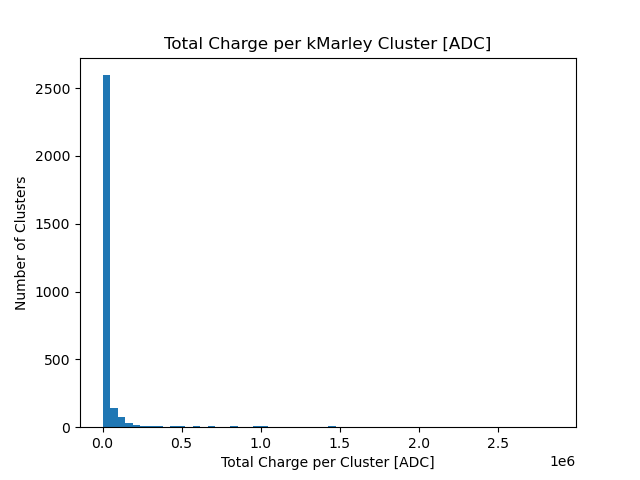 Total Charge per kMarley Cluster [ADC]
Number of Clusters
2500
2000
1500
1000
500
0
0.0 0.5 1.0 1.5 2.0 2.5
1e6
Total Charge per Cluster [ADC]